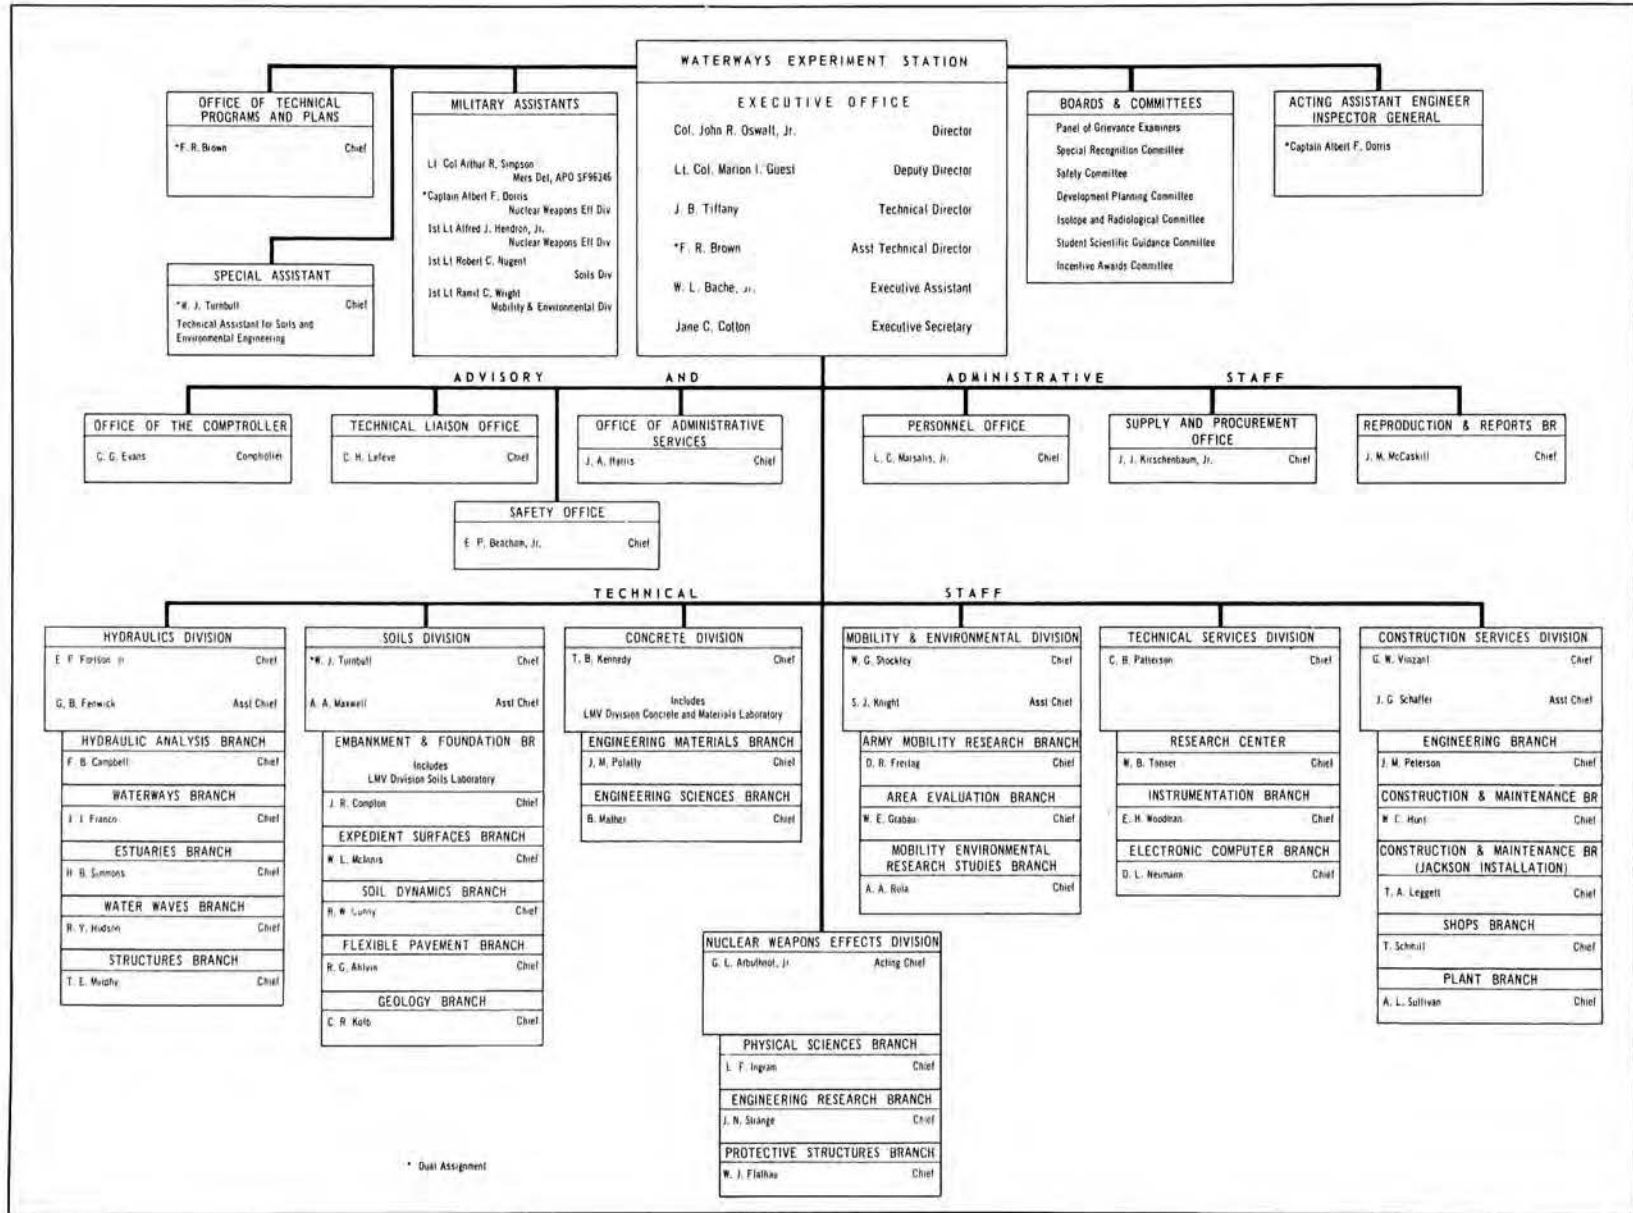 WATERWAYS EXPERIMENT STATION
EXECUTIVE OFFICE
Col. John R. Oswalt, Jr. Director
Lt. Col. Marion I. Guest Deputy Director
J. B. Tiffany Technical Director
*F. R. Brown Asst Technical Director
W. L. Bache, Jr. Executive Assistant
Jane C. Cotton Executive Secretary
OFFICE OF TECHNICAL
PROGRAMS AND PLANS
*F. R. Brown Chief
SPECIAL ASSISTANT
*W. J. Turnbull Chief
Technical Assistant for Soils and
Environmental Engineering
MILITARY ASSISTANTS
Lt Col Arthur R. Simpson
Mers Det, APO SF96346
*Captain Albert F. Dorris
Nuclear Weapons Eff Div
1st Lt Alfred J. Hendron, Jr.
Nuclear Weapons Eff Div
1st Lt Robert C. Nugent
Soils Div
1st Lt C. Wright
Mobility & Environmental Div
BOARDS & COMMITTEES
Panel of Grievance Examiners
Special Recognition Committee
Safety Committee
Development Planning Committee
Isotope and Radiological Committee
Student Scientific Guidance Committee
Incentive Awards Committee
ACTING ASSISTANT ENGINEER
INSPECTOR GENERAL
*Captain Albert F. Dorris
ADVISORY AND ADMINISTRATIVE STAFF
OFFICE OF THE COMPTROLLER
G. G. Evans Comptroller
TECHNICAL LIAISON OFFICE
C. H. Lefeve Chief
OFFICE OF ADMINISTRATIVE
SERVICES
J. A. Harris Chief
PERSONNEL OFFICE
L. C. Marsalis, Jr. Chief
SUPPLY AND PROCUREMENT
OFFICE
J. J. Kirschenbaum, Jr. Chief
REPRODUCTION & REPORTS BR
J. M. McCaskill Chief
SAFETY OFFICE
E P. Beacham, Jr. Chief
TECHNICAL STAFF
HYDRAULICS DIVISION
E P Fortson Jr Chief
G. B. Fenwick Asst Chief
HYDRAULIC ANALYSIS BRANCH
F B Campbell Chief
WATERWAYS BRANCH
J J Franco Chief
ESTUARIES BRANCH
H B. Simmons Chief
WATER WAVES BRANCH
R. Y. Hudson Chief
STRUCTURES BRANCH
T. E. Murphy Chief
SOILS DIVISION
*W. J. Turnbull Chief
A. A. Maxwell Asst Chief
EMBANKMENT & FOUNDATION BR
Includes
LMV Division Soils Laboratory
J. R. Compton Chief
EXPEDIENT SURFACES BRANCH
W. L. McInnis Chief
SOIL DYNAMICS BRANCH
R. W Cunny Chief
FLEXIBLE PAVEMENT BRANCH
R. G. Ahlvin Chief
GEOLOGY BRANCH
C R Kolb Chief
CONCRETE DIVISION
T. B. Kennedy Chief
Includes
LMV Division Concrete and Materials Laboratory
ENGINEERING MATERIALS BRANCH
J. M. Polatty Chief
ENGINEERING SCIENCES BRANCH
B. Mather Chief
NUCLEAR WEAPONS EFFECTS DIVISION
G. L. Arbuthnot, Jr. Acting Chief
PHYSICAL SCIENCES BRANCH
L F. Ingram Chief
ENGINEERING RESEARCH BRANCH
J. N. Strange Chief
PROTECTIVE STRUCTURES BRANCH
W. J. Flathau Chief
MOBILITY & ENVIRONMENTAL DIVISION
W. G. Shockley Chief
S. J. Knight Asst Chief
ARMY MOBILITY RESEARCH BRANCH
D. R. Freitag Chief
AREA EVALUATION BRANCH
W. E. Grabau Chief
MOBILITY ENVIRONMENTAL
RESEARCH STUDIES BRANCH
A. A. Rula Chief
TECHNICAL SERVICES DIVISION
C. B. Patterson Chief
RESEARCH CENTER
W. B. Tanner Chief
INSTRUMENTATION BRANCH
E. H. Woodman Chief
ELECTRONIC COMPUTER BRANCH
D. L. Neumann Chief
CONSTRUCTION SERVICES DIVISION
G. W. Vinzant Chief
J. G. Schaffer Asst Chief
ENGINEERING BRANCH
J. M. Peterson Chief
CONSTRUCTION & MAINTENANCE BR
W C. Hunt Chief
CONSTRUCTION & MAINTENANCE BR
(JACKSON INSTALLATION)
T. A. Leggett Chief
SHOPS BRANCH
T. Schmill Chief
PLANT BRANCH
A. L. Sullivan Chief
* Dual Assignment